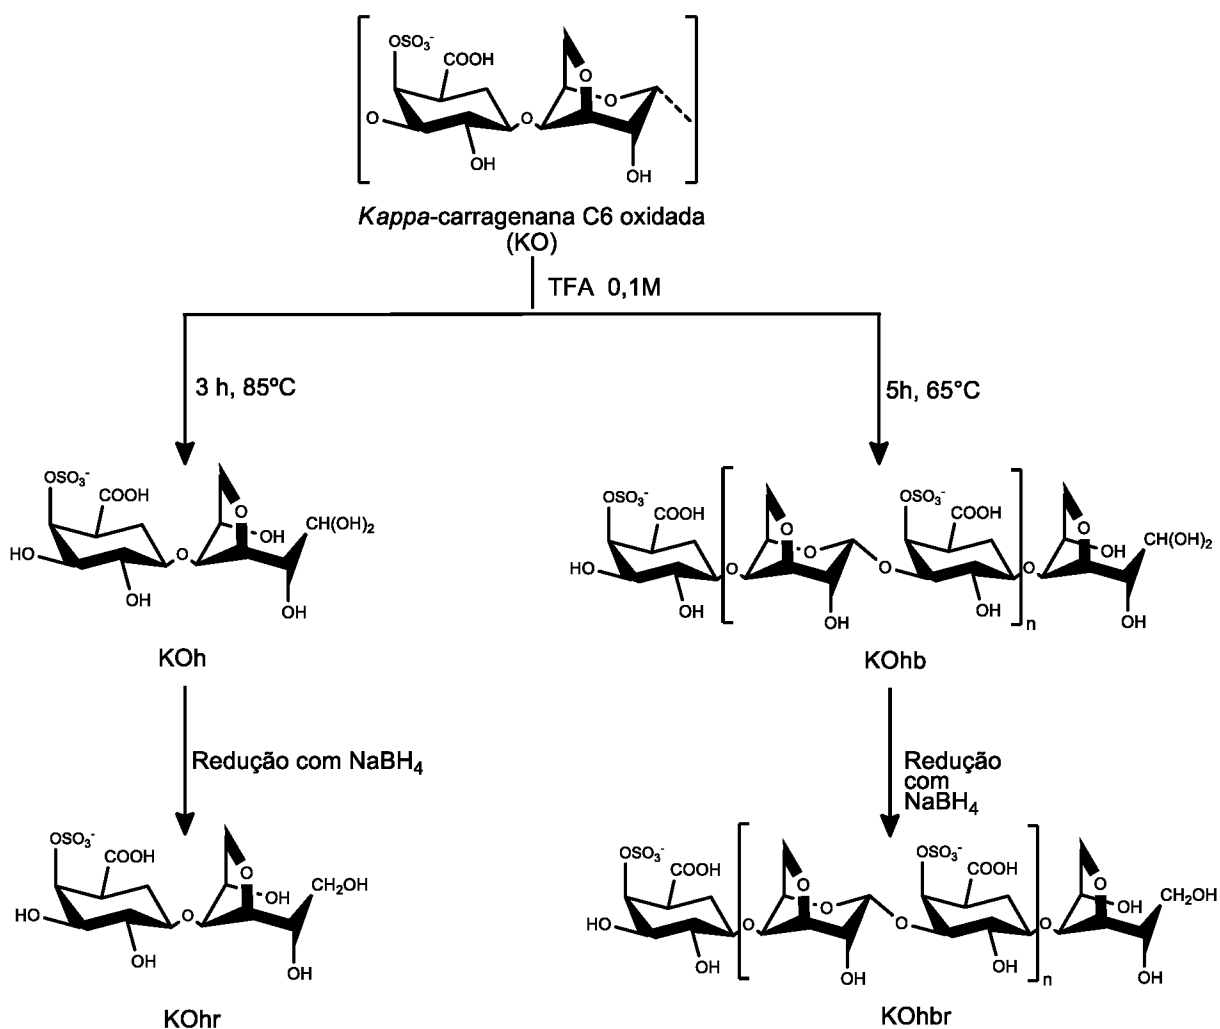 OSO₃⁻
COOH
O
O
O
O
OH
OH
Kappa-carragenana C6 oxidada
(KO)
TFA 0,1M
3 h, 85ºC
5h, 65°C
OSO₃⁻
COOH
O
OH
CH(OH)₂
HO
O
OH
OH
KOh
OSO₃⁻
COOH
O
O
HO
O
OH
OH
OSO₃⁻
COOH
O
O
OH
n
O
OH
CH(OH)₂
OH
KOhb
Redução com NaBH₄
Redução
com
NaBH₄
OSO₃⁻
COOH
O
OH
CH₂OH
HO
O
OH
OH
KOhr
OSO₃⁻
COOH
O
O
HO
O
OH
OH
OSO₃⁻
COOH
O
O
OH
n
O
OH
CH₂OH
OH
KOhbr